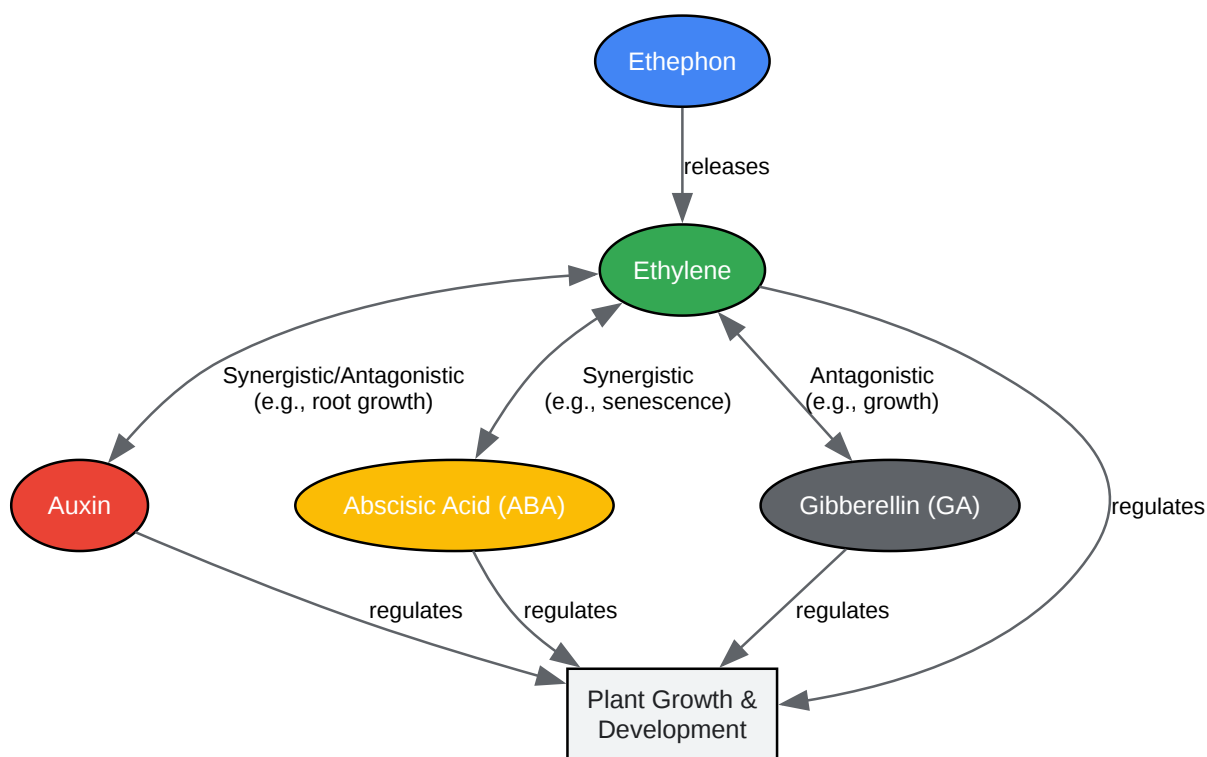 Ethephon
releases
Ethylene
Synergistic/Antagonistic
(e.g., root growth)
Synergistic
(e.g., senescence)
Antagonistic
(e.g., growth)
Auxin
Abscisic Acid (ABA)
Gibberellin (GA)
regulates
regulates
regulates
regulates
Plant Growth &
Development